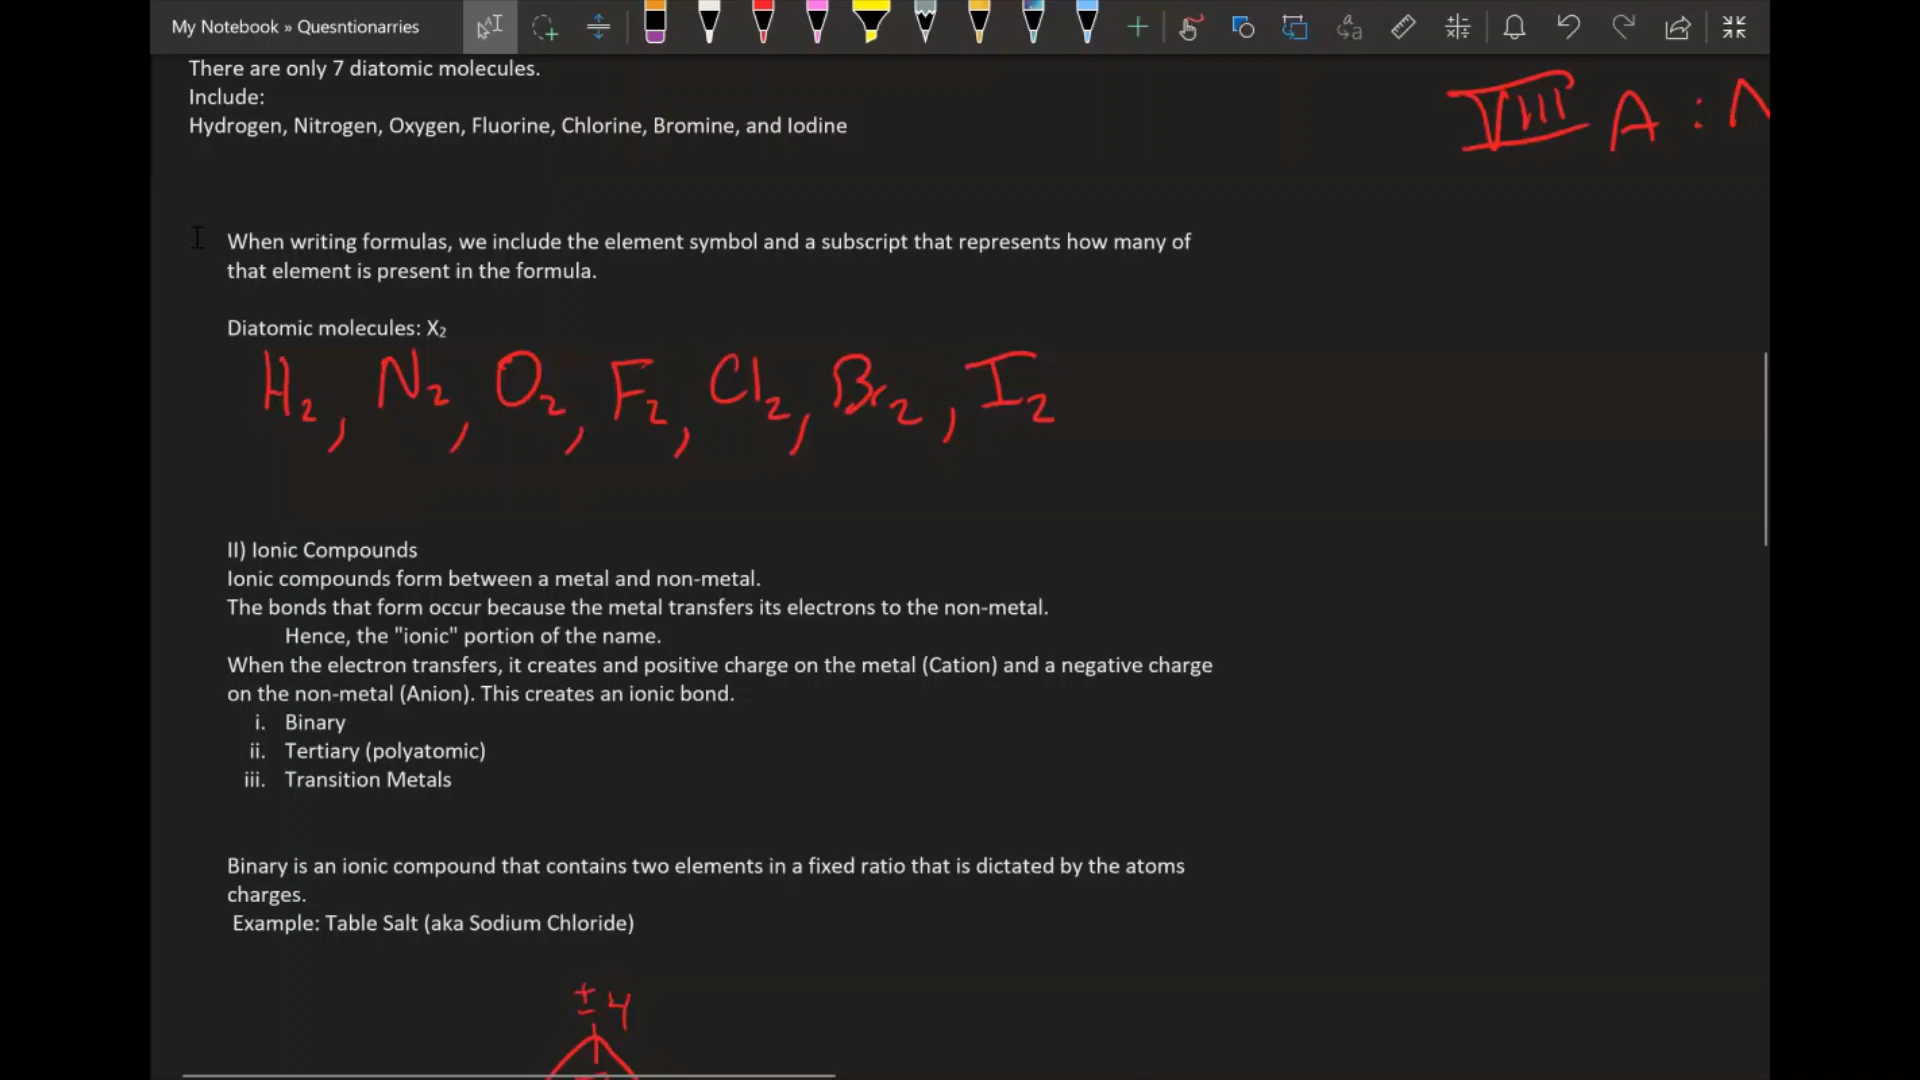 My Notebook » Quesntionarries
There are only 7 diatomic molecules.
Include:
Hydrogen, Nitrogen, Oxygen, Fluorine, Chlorine, Bromine, and Iodine
VIII A :
When writing formulas, we include the element symbol and a subscript that represents how many of
that element is present in the formula.
Diatomic molecules: X₂
H₂, N₂, O₂, F₂, Cl₂, Br₂, I₂
II) Ionic Compounds
Ionic compounds form between a metal and non-metal.
The bonds that form occur because the metal transfers its electrons to the non-metal.
Hence, the "ionic" portion of the name.
When the electron transfers, it creates and positive charge on the metal (Cation) and a negative charge
on the non-metal (Anion). This creates an ionic bond.
i. Binary
ii. Tertiary (polyatomic)
iii. Transition Metals
Binary is an ionic compound that contains two elements in a fixed ratio that is dictated by the atoms
charges.
Example: Table Salt (aka Sodium Chloride)
± 4